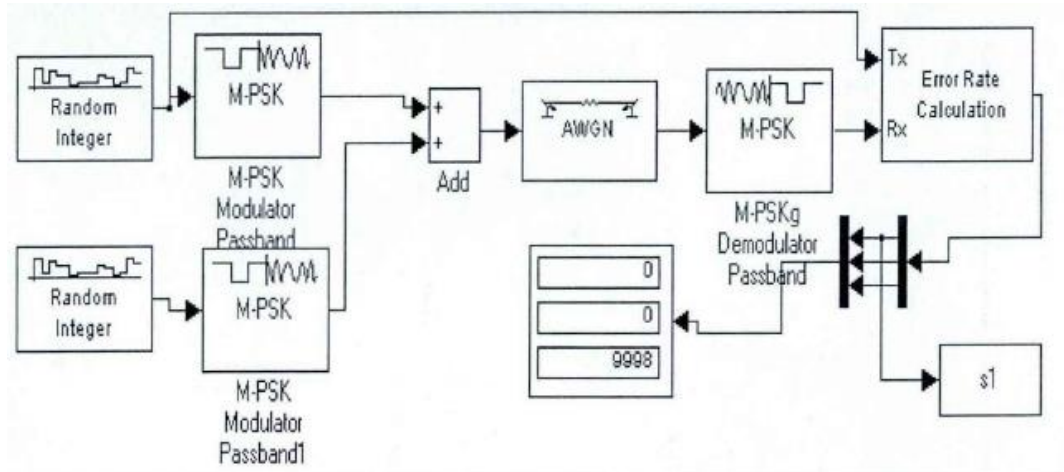 Random
Integer
M-PSK
M-PSK
Modulator
Passband
+
+
Add
AWGN
M-PSK
M-PSKg
Demodulator
Passband
Tx
Rx
Error Rate
Calculation
Random
Integer
M-PSK
M-PSK
Modulator
Passband1
0
0
9998
s1